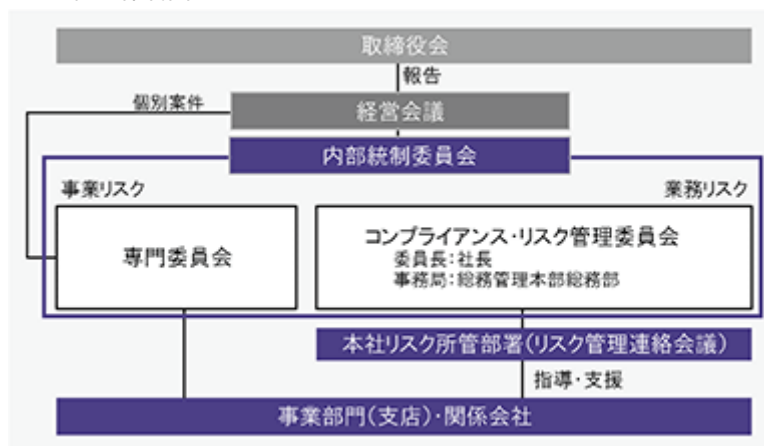 取締役会
報告
個別案件
経営会議
内部統制委員会
事業リスク
業務リスク
専門委員会
コンプライアンス・リスク管理委員会
委員長：社長
事務局：総務管理本部総務部
本社リスク所管部署（リスク管理連絡会議）
指導・支援
事業部門（支店）・関係会社